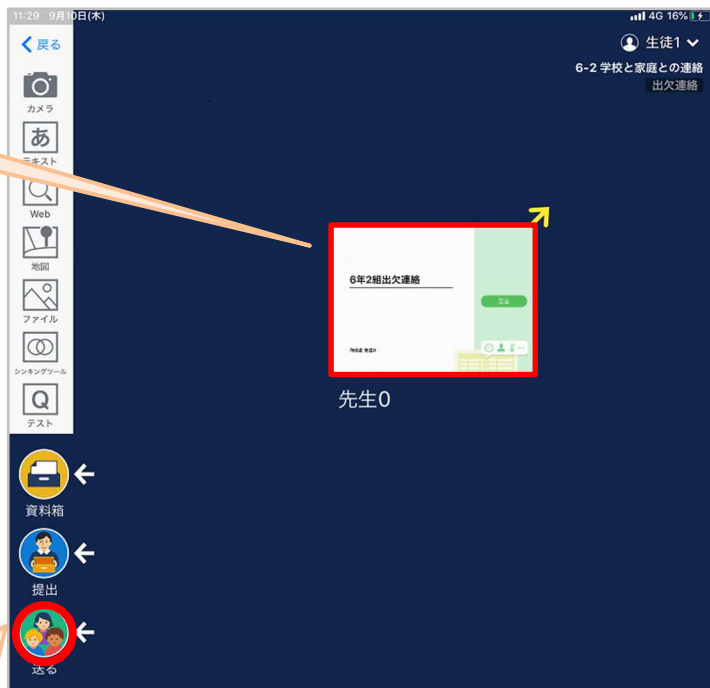 11:29 9月10日(木)
4G 16%
戻る
生徒1
6-2 学校と家庭との連絡
出欠連絡
カメラ
あ
テキスト
Web
地図
ファイル
シンキングツール
Q
テスト
6年2組出欠連絡
先生0
資料箱
提出
送る